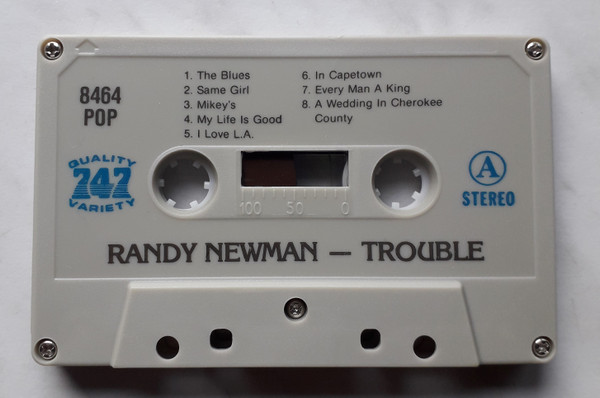 8464
POP
1. The Blues
2. Same Girl
3. Mikey's
4. My Life Is Good
5. I Love L.A.
6. In Capetown
7. Every Man A King
8. A Wedding In Cherokee
County
QUALITY
747
VARIETY
A
STEREO
100 50 0
RANDY NEWMAN — TROUBLE